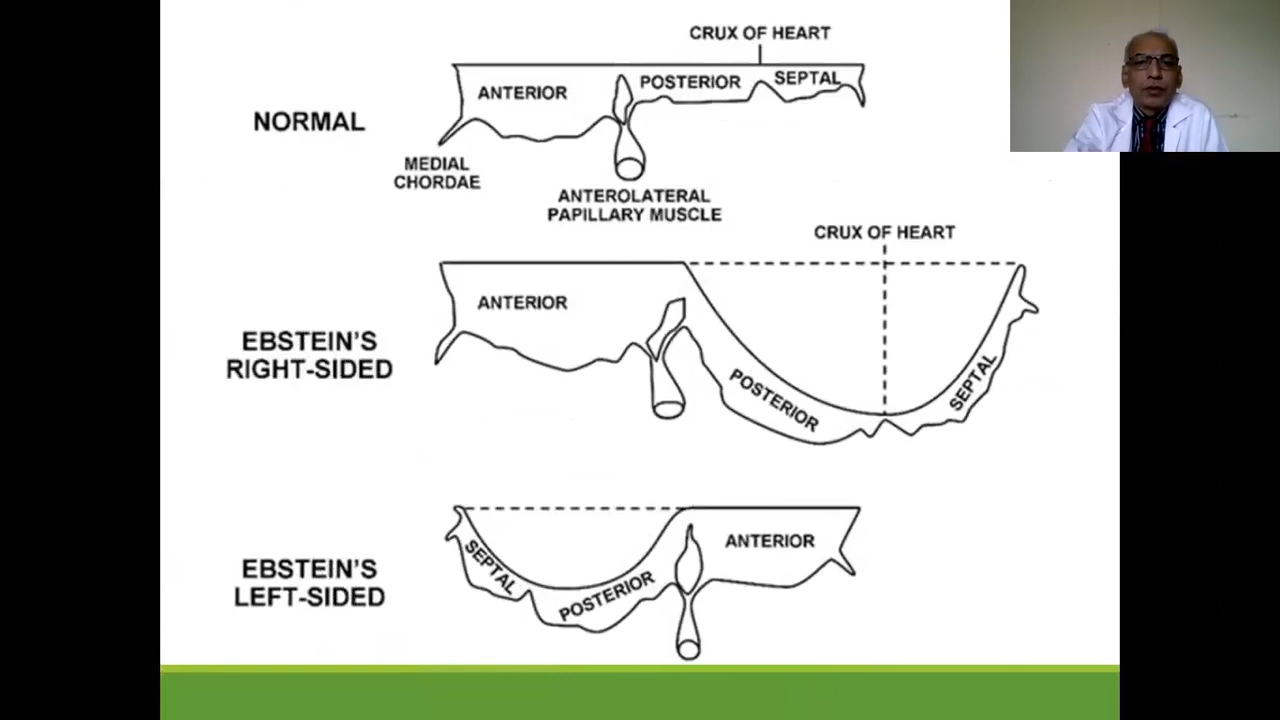 CRUX OF HEART
NORMAL
ANTERIOR
POSTERIOR
SEPTAL
MEDIAL
CHORDAE
ANTEROLATERAL
PAPILLARY MUSCLE
CRUX OF HEART
EBSTEIN'S
RIGHT-SIDED
ANTERIOR
POSTERIOR
SEPTAL
EBSTEIN'S
LEFT-SIDED
SEPTAL
POSTERIOR
ANTERIOR